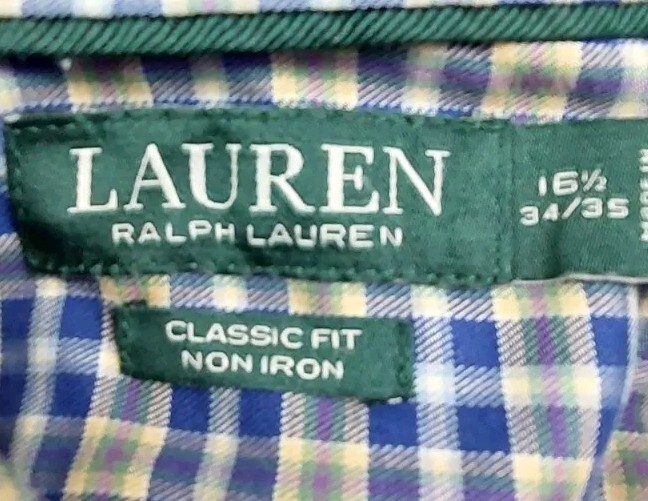 LAUREN
RALPH LAUREN
16½
34/35
CLASSIC FIT
NON IRON